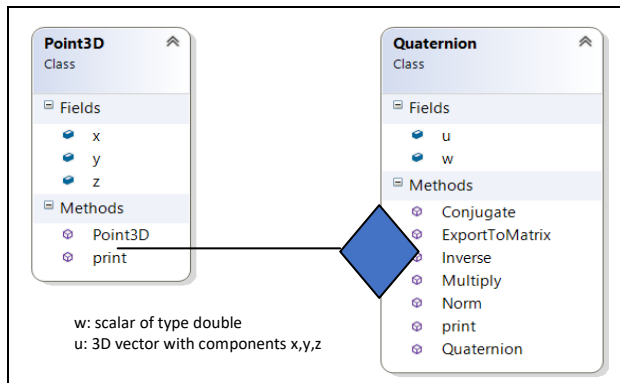 Point3D
Class
Fields
x
y
z
Methods
Point3D
print
w: scalar of type double
u: 3D vector with components x,y,z
Quaternion
Class
Fields
u
w
Methods
Conjugate
ExportToMatrix
Inverse
Multiply
Norm
print
Quaternion